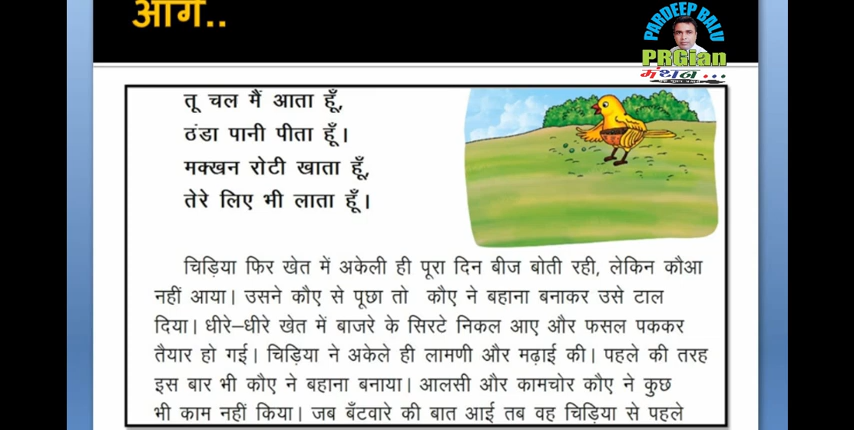 आगे..
PARDEEP BALU
PRGian
मंथन ...
तू चल मैं आता हूँ,
ठंडा पानी पीता हूँ।
मक्खन रोटी खाता हूँ,
तेरे लिए भी लाता हूँ।
चिड़िया फिर खेत में अकेली ही पूरा दिन बीज बोती रही, लेकिन कौआ
नहीं आया। उसने कौए से पूछा तो कौए ने बहाना बनाकर उसे टाल
दिया। धीरे–धीरे खेत में बाजरे के सिरटे निकल आए और फसल पककर
तैयार हो गई। चिड़िया ने अकेले ही लामणी और मढ़ाई की। पहले की तरह
इस बार भी कौए ने बहाना बनाया। आलसी और कामचोर कौए ने कुछ
भी काम नहीं किया। जब बँटवारे की बात आई तब वह चिड़िया से पहले